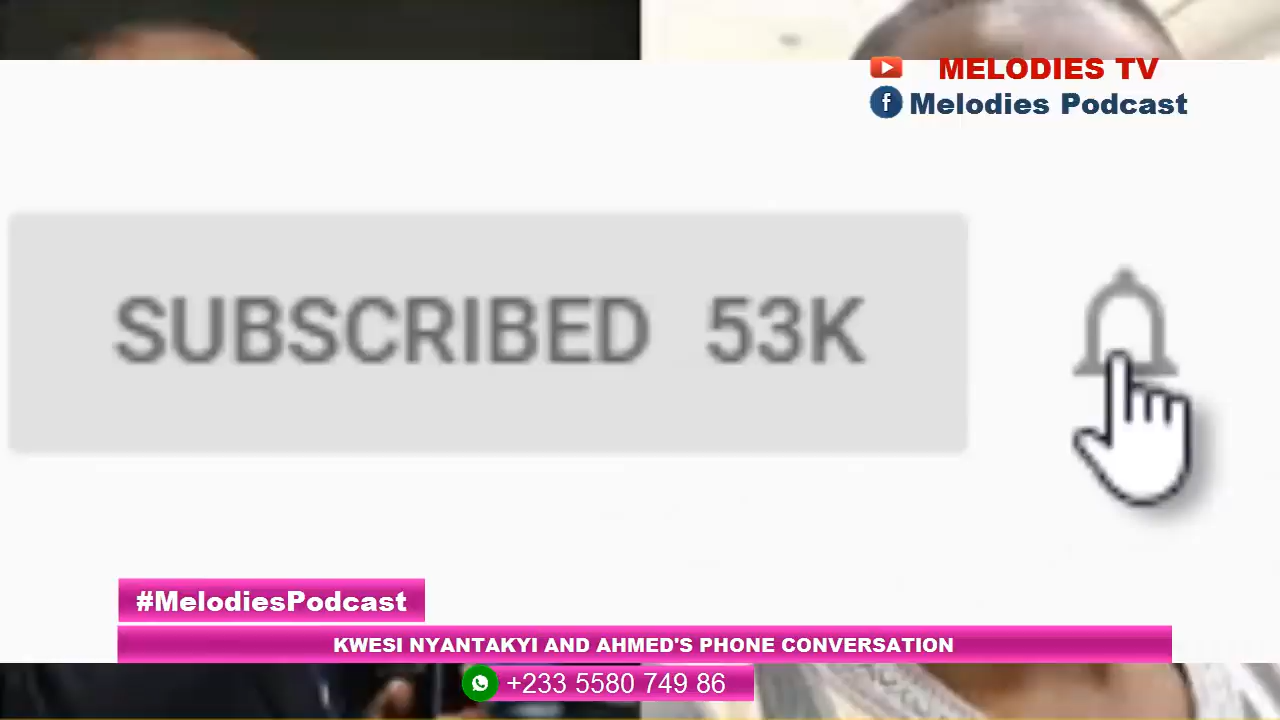 MELODIES TV
Melodies Podcast
SUBSCRIBED 53K
#MelodiesPodcast
KWESI NYANTAKYI AND AHMED'S PHONE CONVERSATION
+233 5580 749 86